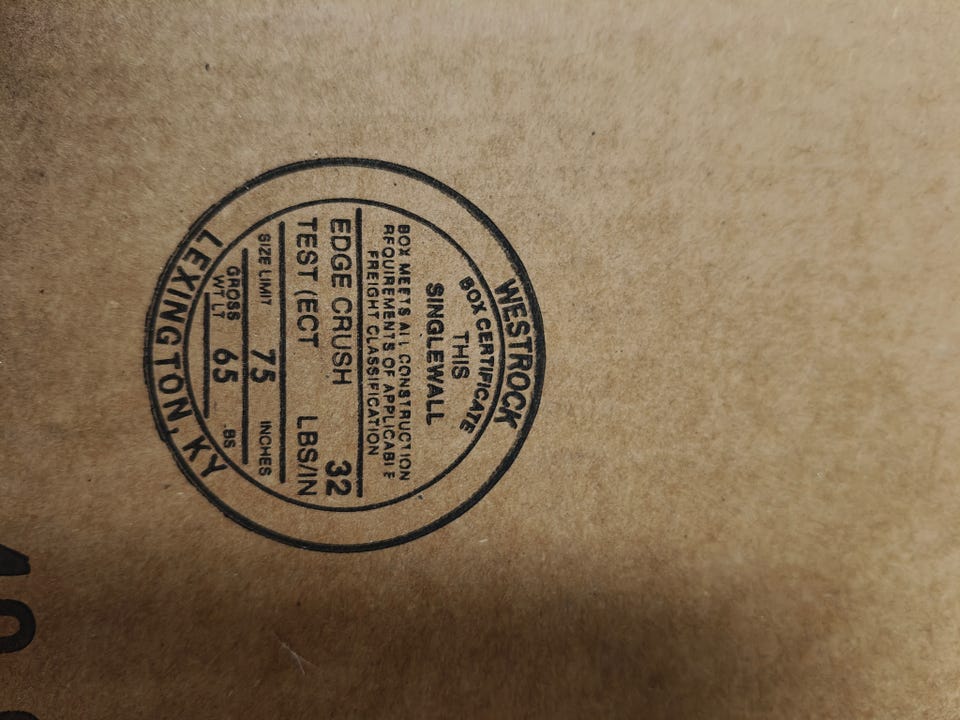 WESTROCK
BOX CERTIFICATE
THIS
SINGLEWALL
BOX MEETS ALL CONSTRUCTION
REQUIREMENTS OF APPLICABLE
FREIGHT CLASSIFICATION
EDGE CRUSH 32
TEST (ECT LBS/IN
SIZE LIMIT 75 INCHES
GROSS
WT LT 65 BS
LEXINGTON, KY